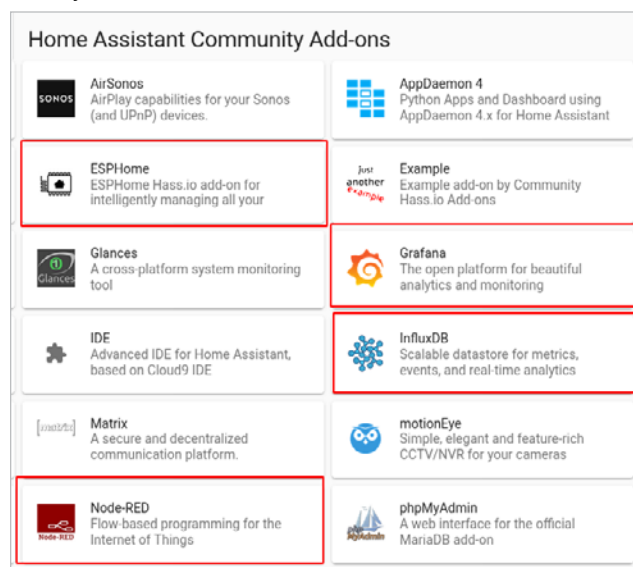 Home Assistant Community Add-ons
SONOS
AirSonos
AirPlay capabilities for your Sonos
(and UPnP) devices.
AppDaemon 4
Python Apps and Dashboard using
AppDaemon 4.x for Home Assistant
ESPHome
ESPHome Hass.io add-on for
intelligently managing all your
Just
another
Example
Example
Example add-on by Community
Hass.io Add-ons
Glances
Glances
A cross-platform system monitoring
tool
Grafana
The open platform for beautiful
analytics and monitoring
IDE
Advanced IDE for Home Assistant,
based on Cloud9 IDE
InfluxDB
Scalable datastore for metrics,
events, and real-time analytics
[matrix]
Matrix
A secure and decentralized
communication platform.
motionEye
Simple, elegant and feature-rich
CCTV/NVR for your cameras
Node-RED
Node-RED
Flow-based programming for the
Internet of Things
php
MyAdmin
phpMyAdmin
A web interface for the official
MariaDB add-on